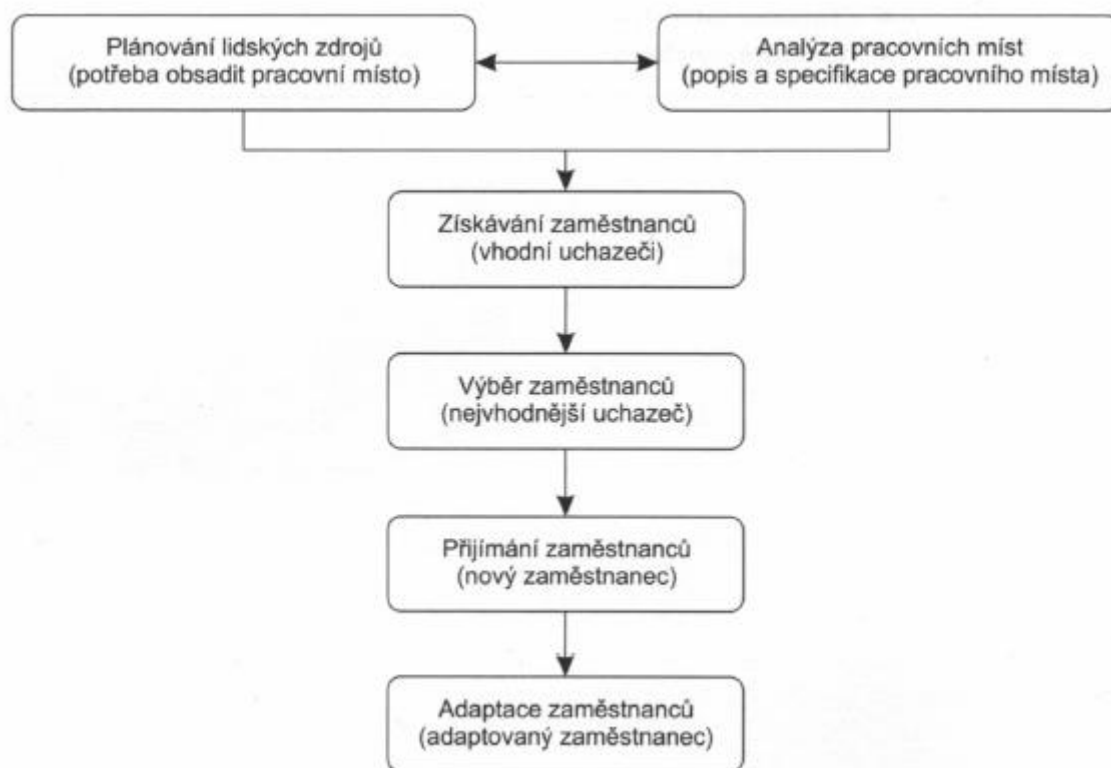 Plánování lidských zdrojů
(potřeba obsadit pracovní místo)
Analýza pracovních míst
(popis a specifikace pracovního místa)
Získávání zaměstnanců
(vhodní uchazeči)
Výběr zaměstnanců
(nejvhodnější uchazeč)
Přijímání zaměstnanců
(nový zaměstnanec)
Adaptace zaměstnanců
(adaptovaný zaměstnanec)